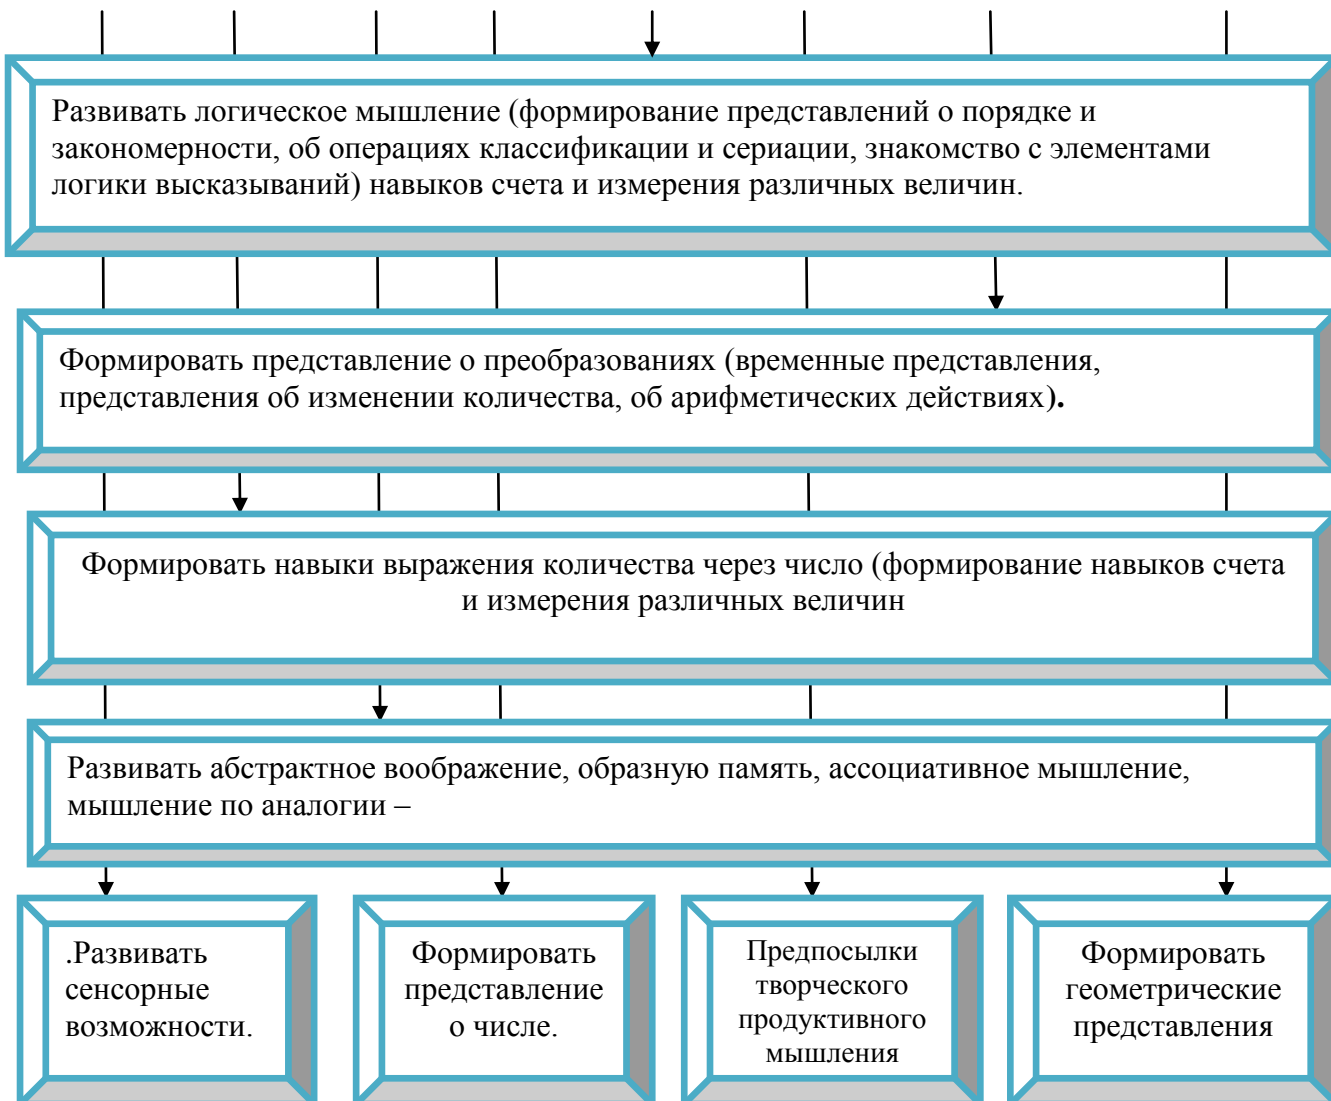 Развивать логическое мышление (формирование представлений о порядке и
закономерности, об операциях классификации и сериации, знакомство с элементами
логики высказываний) навыков счета и измерения различных величин.
Формировать представление о преобразованиях (временные представления,
представления об изменении количества, об арифметических действиях).
Формировать навыки выражения количества через число (формирование навыков счета
и измерения различных величин
Развивать абстрактное воображение, образную память, ассоциативное мышление,
мышление по аналогии –
.Развивать
сенсорные
возможности.
Формировать
представление
о числе.
Предпосылки
творческого
продуктивного
мышления
Формировать
геометрические
представления